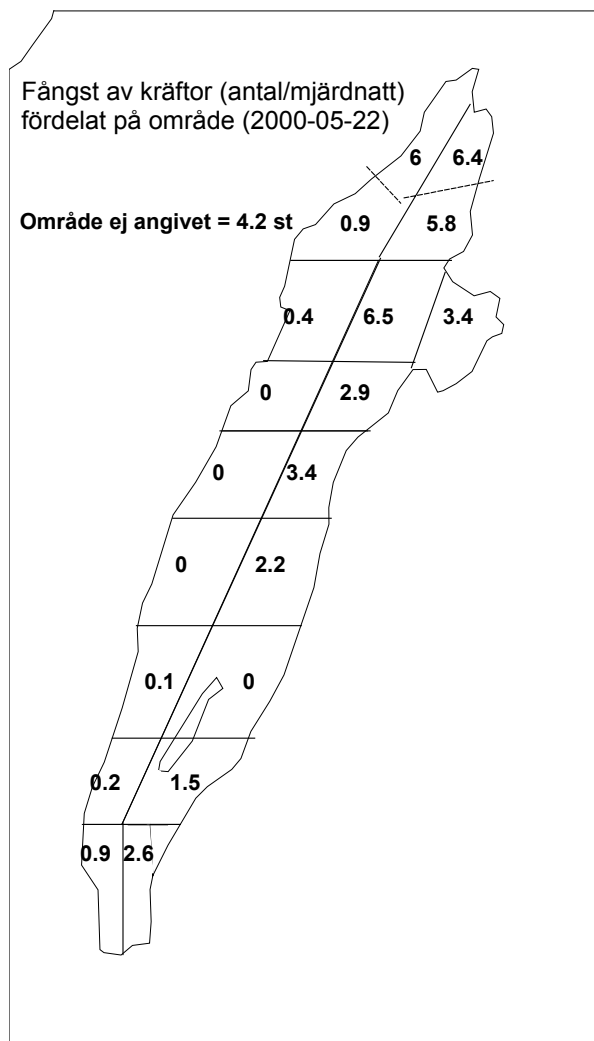 Fångst av kräftor (antal/mjärdnatt)
fördelat på område (2000-05-22)
6 6.4
Område ej angivet = 4.2 st 0.9 5.8
0.4 6.5 3.4
0 2.9
0 3.4
0 2.2
0.1 0
0.2 1.5
0.9 2.6